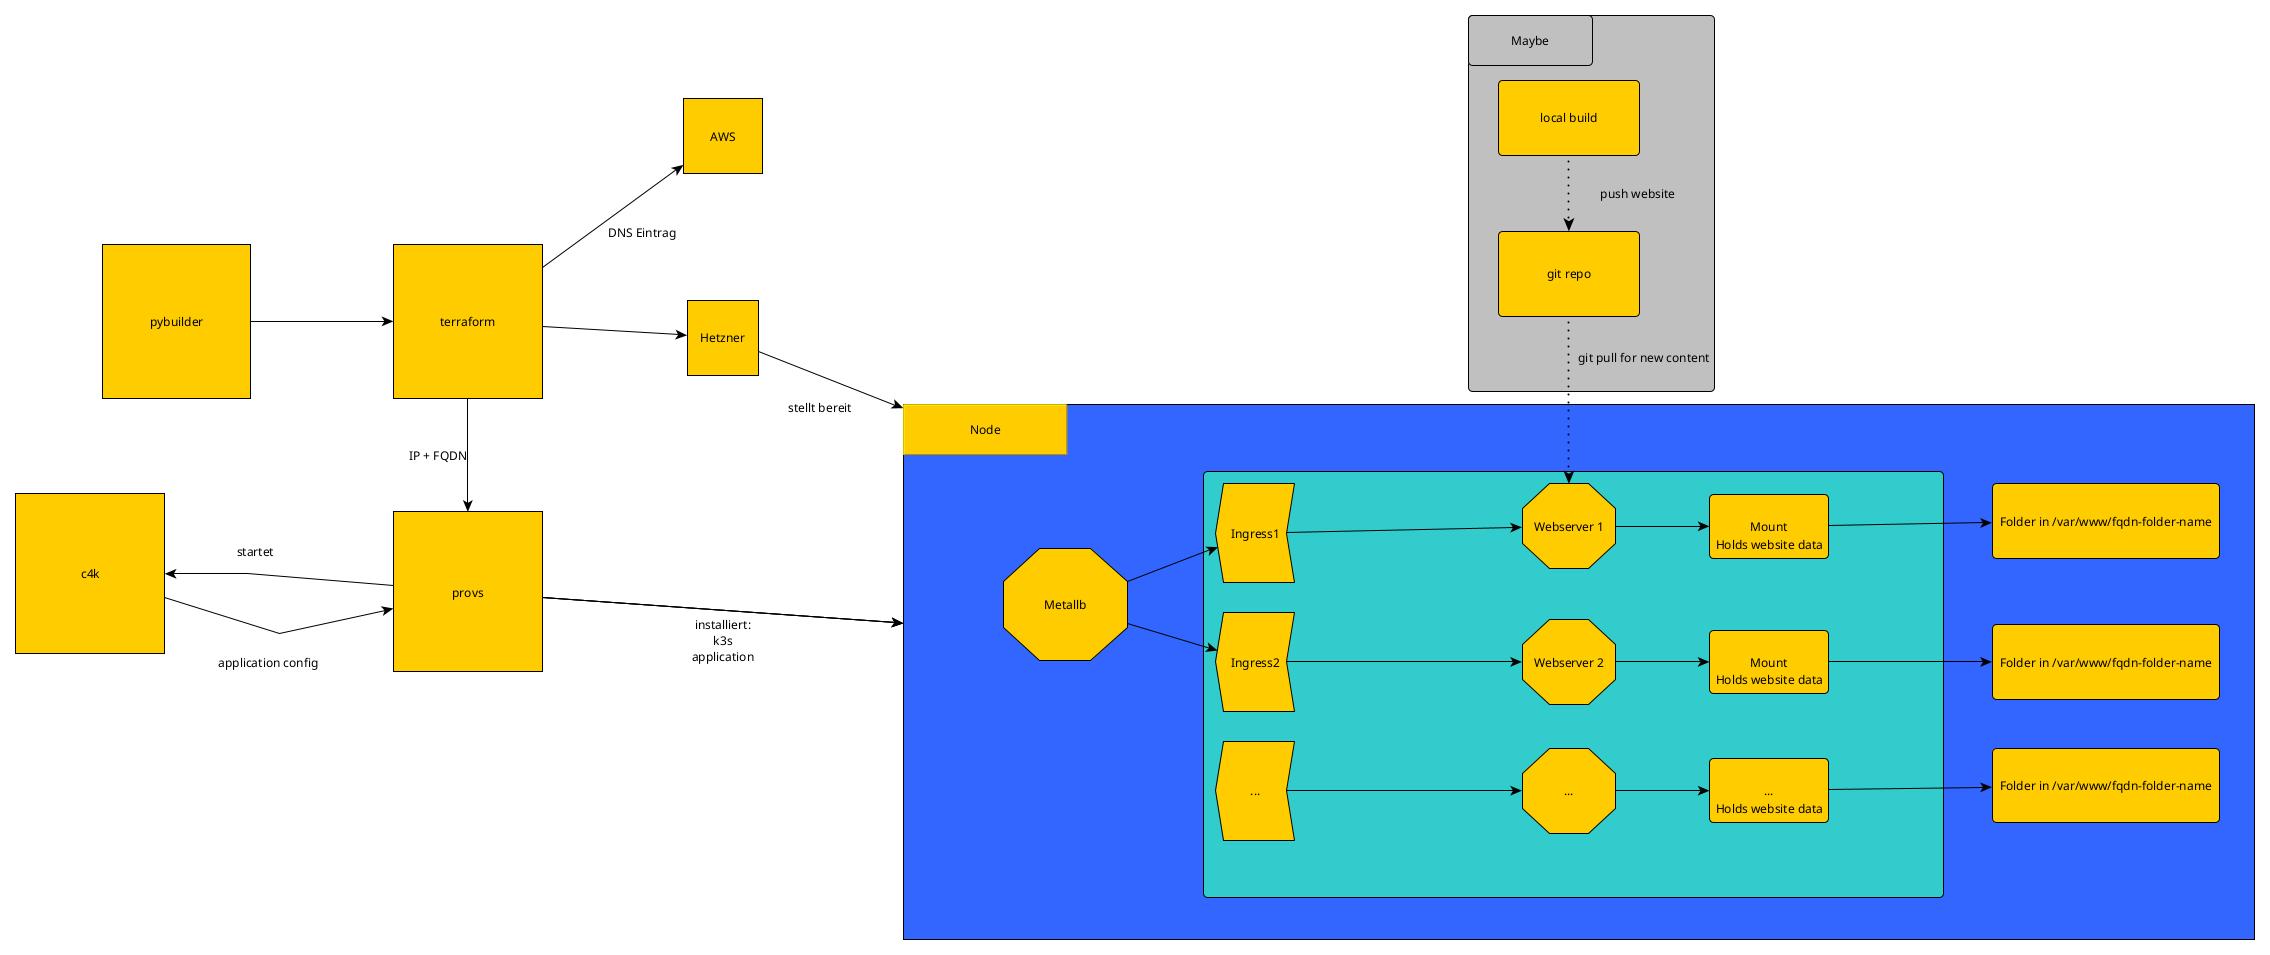 Maybe
local build
AWS
push website
DNS Eintrag
git repo
pybuilder
terraform
Hetzner
git pull for new content
stellt bereit
Node
IP + FQDN
Ingress1
Webserver 1
Mount
Holds website data
Folder in /var/www/fqdn-folder-name
startet
c4k
provs
Metallb
installiert:
k3s
application
application config
Ingress2
Webserver 2
Mount
Holds website data
Folder in /var/www/fqdn-folder-name
...
...
...
Holds website data
Folder in /var/www/fqdn-folder-name